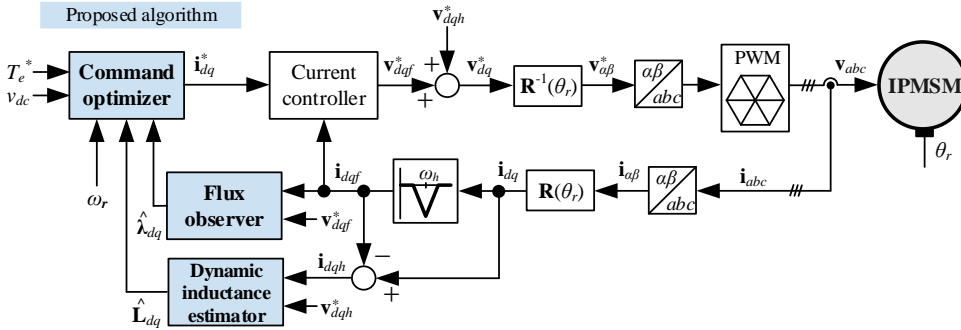 Proposed algorithm
v*dqh
Te*
vdc
Command
optimizer
i*dq
Current
controller
v*dqf
+
+
v*dq
R-1(θr)
v*αβ
αβ
abc
PWM
vabc
IPMSM
θr
ωr
λ̂dq
L̂dq
Flux
observer
idqf
v*dqf
ωh
idq
R(θr)
iαβ
αβ
abc
iabc
Dynamic
inductance
estimator
idqh
v*dqh
−
+